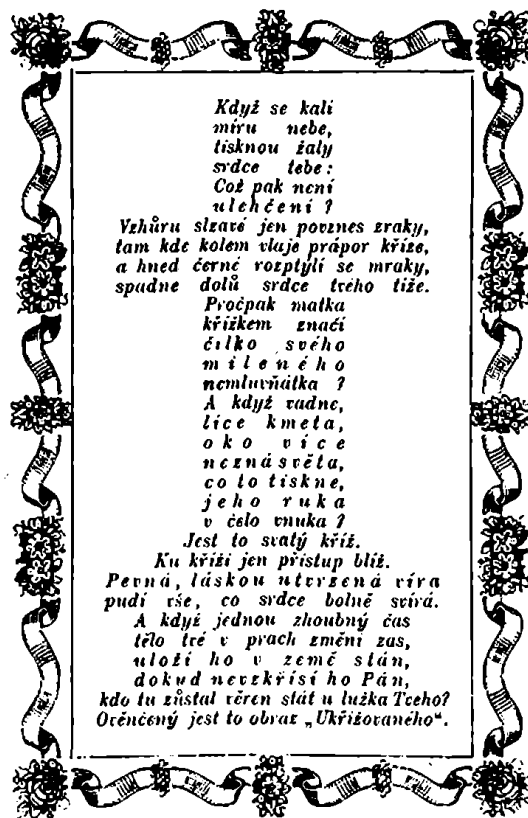 Když se kalí
míru nebe,
tisknou žaly
srdce tebe:
Což pak není
ulehčení ?
Vzhůru slzavé jen povznes zraky,
tam kde kolem vlaje prápor kříže,
a hned černé rozptýlí se mraky,
spadne dolů srdce tvého tíže.
Pročpak matka
křížkem značí
čílko svého
mileného
nemluvňátka ?
A když vadne,
líce kmeta,
oko více
neznásvěta,
co to tiskne,
jeho ruka
v čelo vnuka ?
Jest to svatý kříž.
Ku kříži jen přistup blíž.
Pevná, láskou utvrzená víra
pudí vše, co srdce bolně svírá.
A když jednou zhoubný čas
tělo tvé v prach změní zas,
uloží ho v země stán,
dokud nevzkřísí ho Pán,
kdo tu zůstal věren stát u lužka Tveho?
Ověnčený jest to obraz „Ukřižovaného“.